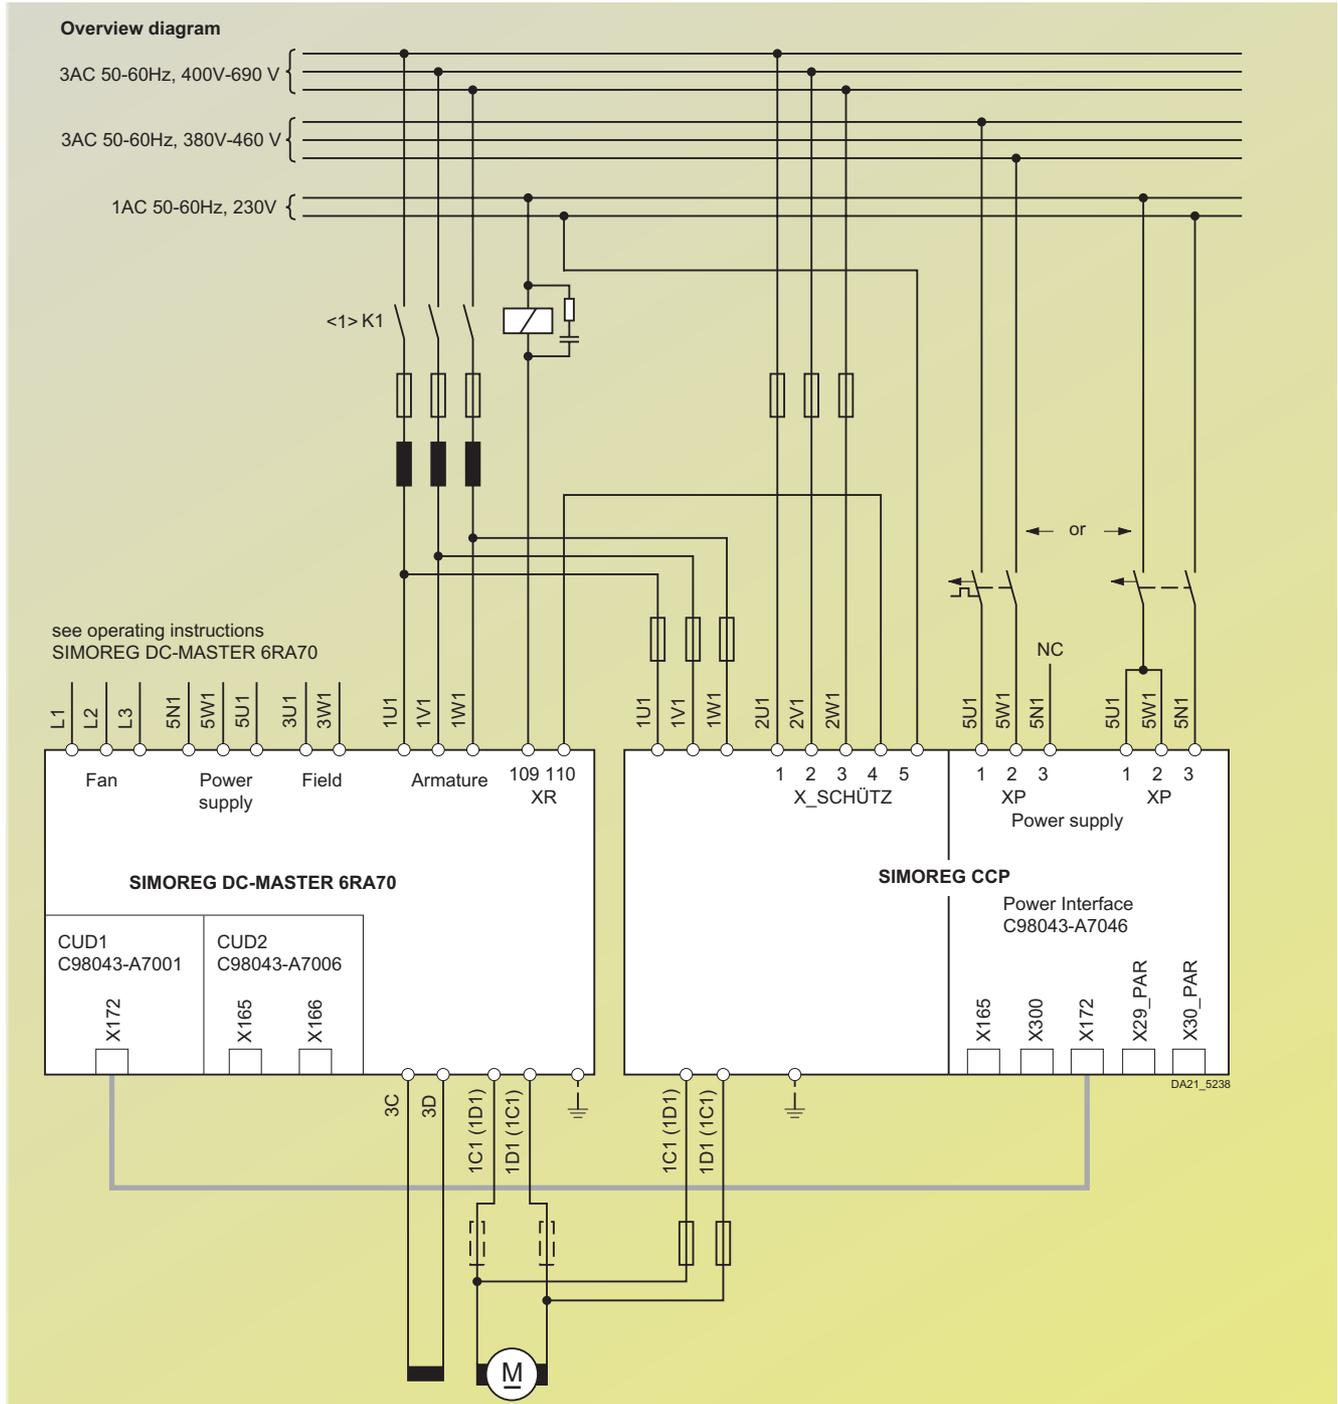 Overview diagram
3AC 50-60Hz, 400V-690 V
3AC 50-60Hz, 380V-460 V
1AC 50-60Hz, 230V
<1> K1
or
see operating instructions
SIMOREG DC-MASTER 6RA70
NC
L1
L2
L3
5N1
5W1
5U1
3U1
3W1
1U1
1V1
1W1
1U1
1V1
1W1
2U1
2V1
2W1
5U1
5W1
5N1
5U1
5W1
5N1
Fan
Power
supply
Field
Armature
109 110
XR
1 2 3 4 5
X_SCHÜTZ
1 2 3
XP
1 2 3
XP
Power supply
SIMOREG DC-MASTER 6RA70
SIMOREG CCP
Power Interface
C98043-A7046
CUD1
C98043-A7001
CUD2
C98043-A7006
X172
X165
X166
X165
X300
X172
X29_PAR
X30_PAR
DA21_5238
3C
3D
1C1 (1D1)
1D1 (1C1)
1C1 (1D1)
1D1 (1C1)
M